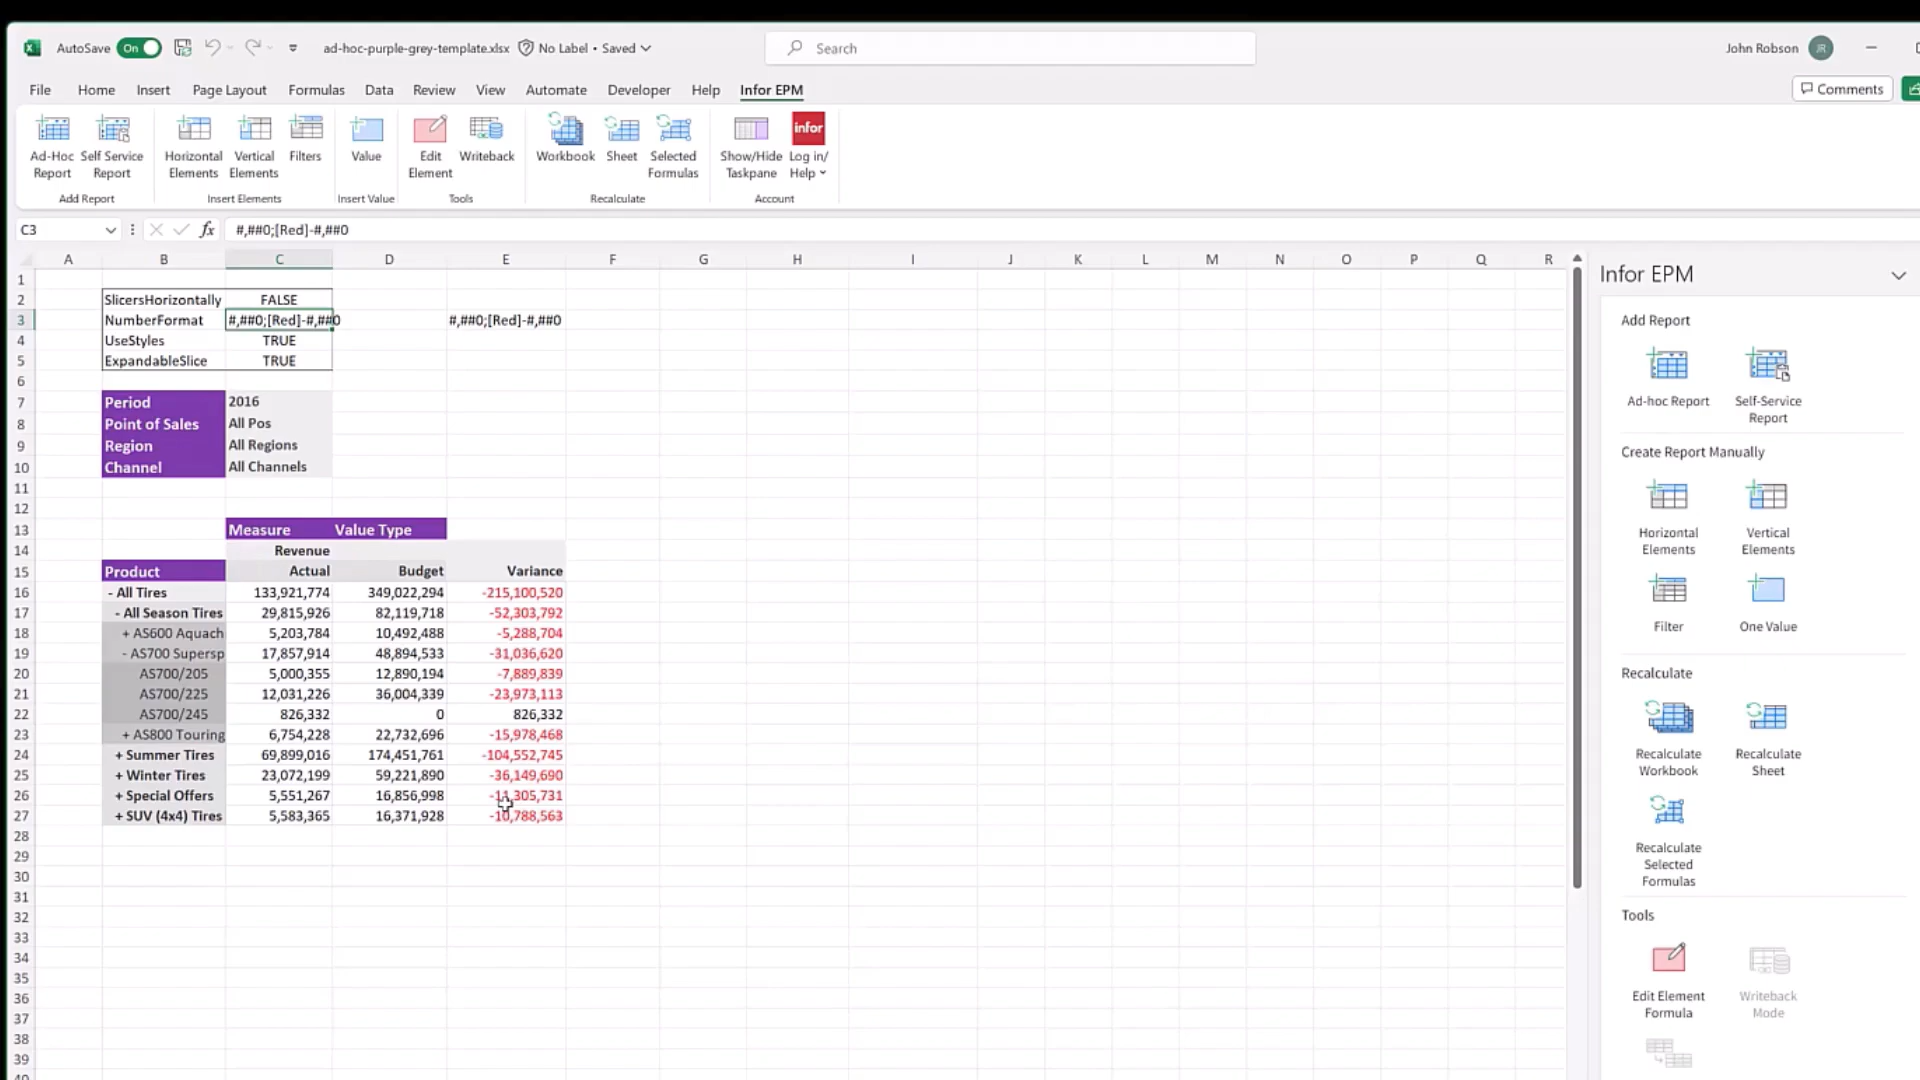 AutoSave On ad-hoc-purple-grey-template.xlsx No Label • Saved Search John Robson JR
File Home Insert Page Layout Formulas Data Review View Automate Developer Help Infor EPM Comments
infor
Ad-Hoc Report Self Service Report Horizontal Elements Vertical Elements Filters Value Edit Element Writeback Workbook Sheet Selected Formulas Show/Hide Taskpane Log in/ Help
Add Report Insert Elements Insert Value Tools Recalculate Account
C3 fx #,##0;[Red]-#,##0
A B C D E F G H I J K L M N O P Q R
1
2 SlicersHorizontally FALSE
3 NumberFormat #,##0;[Red]-#,##0 #,##0;[Red]-#,##0
4 UseStyles TRUE
5 ExpandableSlice TRUE
6
7 Period 2016
8 Point of Sales All Pos
9 Region All Regions
10 Channel All Channels
11
12
13 Measure Value Type
14 Revenue
15 Product Actual Budget Variance
16 - All Tires 133,921,774 349,022,294 -215,100,520
17 - All Season Tires 29,815,926 82,119,718 -52,303,792
18 + AS600 Aquach 5,203,784 10,492,488 -5,288,704
19 - AS700 Supersp 17,857,914 48,894,533 -31,036,620
20 AS700/205 5,000,355 12,890,194 -7,889,839
21 AS700/225 12,031,226 36,004,339 -23,973,113
22 AS700/245 826,332 0 826,332
23 + AS800 Touring 6,754,228 22,732,696 -15,978,468
24 + Summer Tires 69,899,016 174,451,761 -104,552,745
25 + Winter Tires 23,072,199 59,221,890 -36,149,690
26 + Special Offers 5,551,267 16,856,998 -11,305,731
27 + SUV (4x4) Tires 5,583,365 16,371,928 -10,788,563
28
29
30
31
32
33
34
35
36
37
38
39
40
Infor EPM
Add Report
Ad-hoc Report Self-Service Report
Create Report Manually
Horizontal Elements Vertical Elements
Filter One Value
Recalculate
Recalculate Workbook Recalculate Sheet
Recalculate Selected Formulas
Tools
Edit Element Formula Writeback Mode